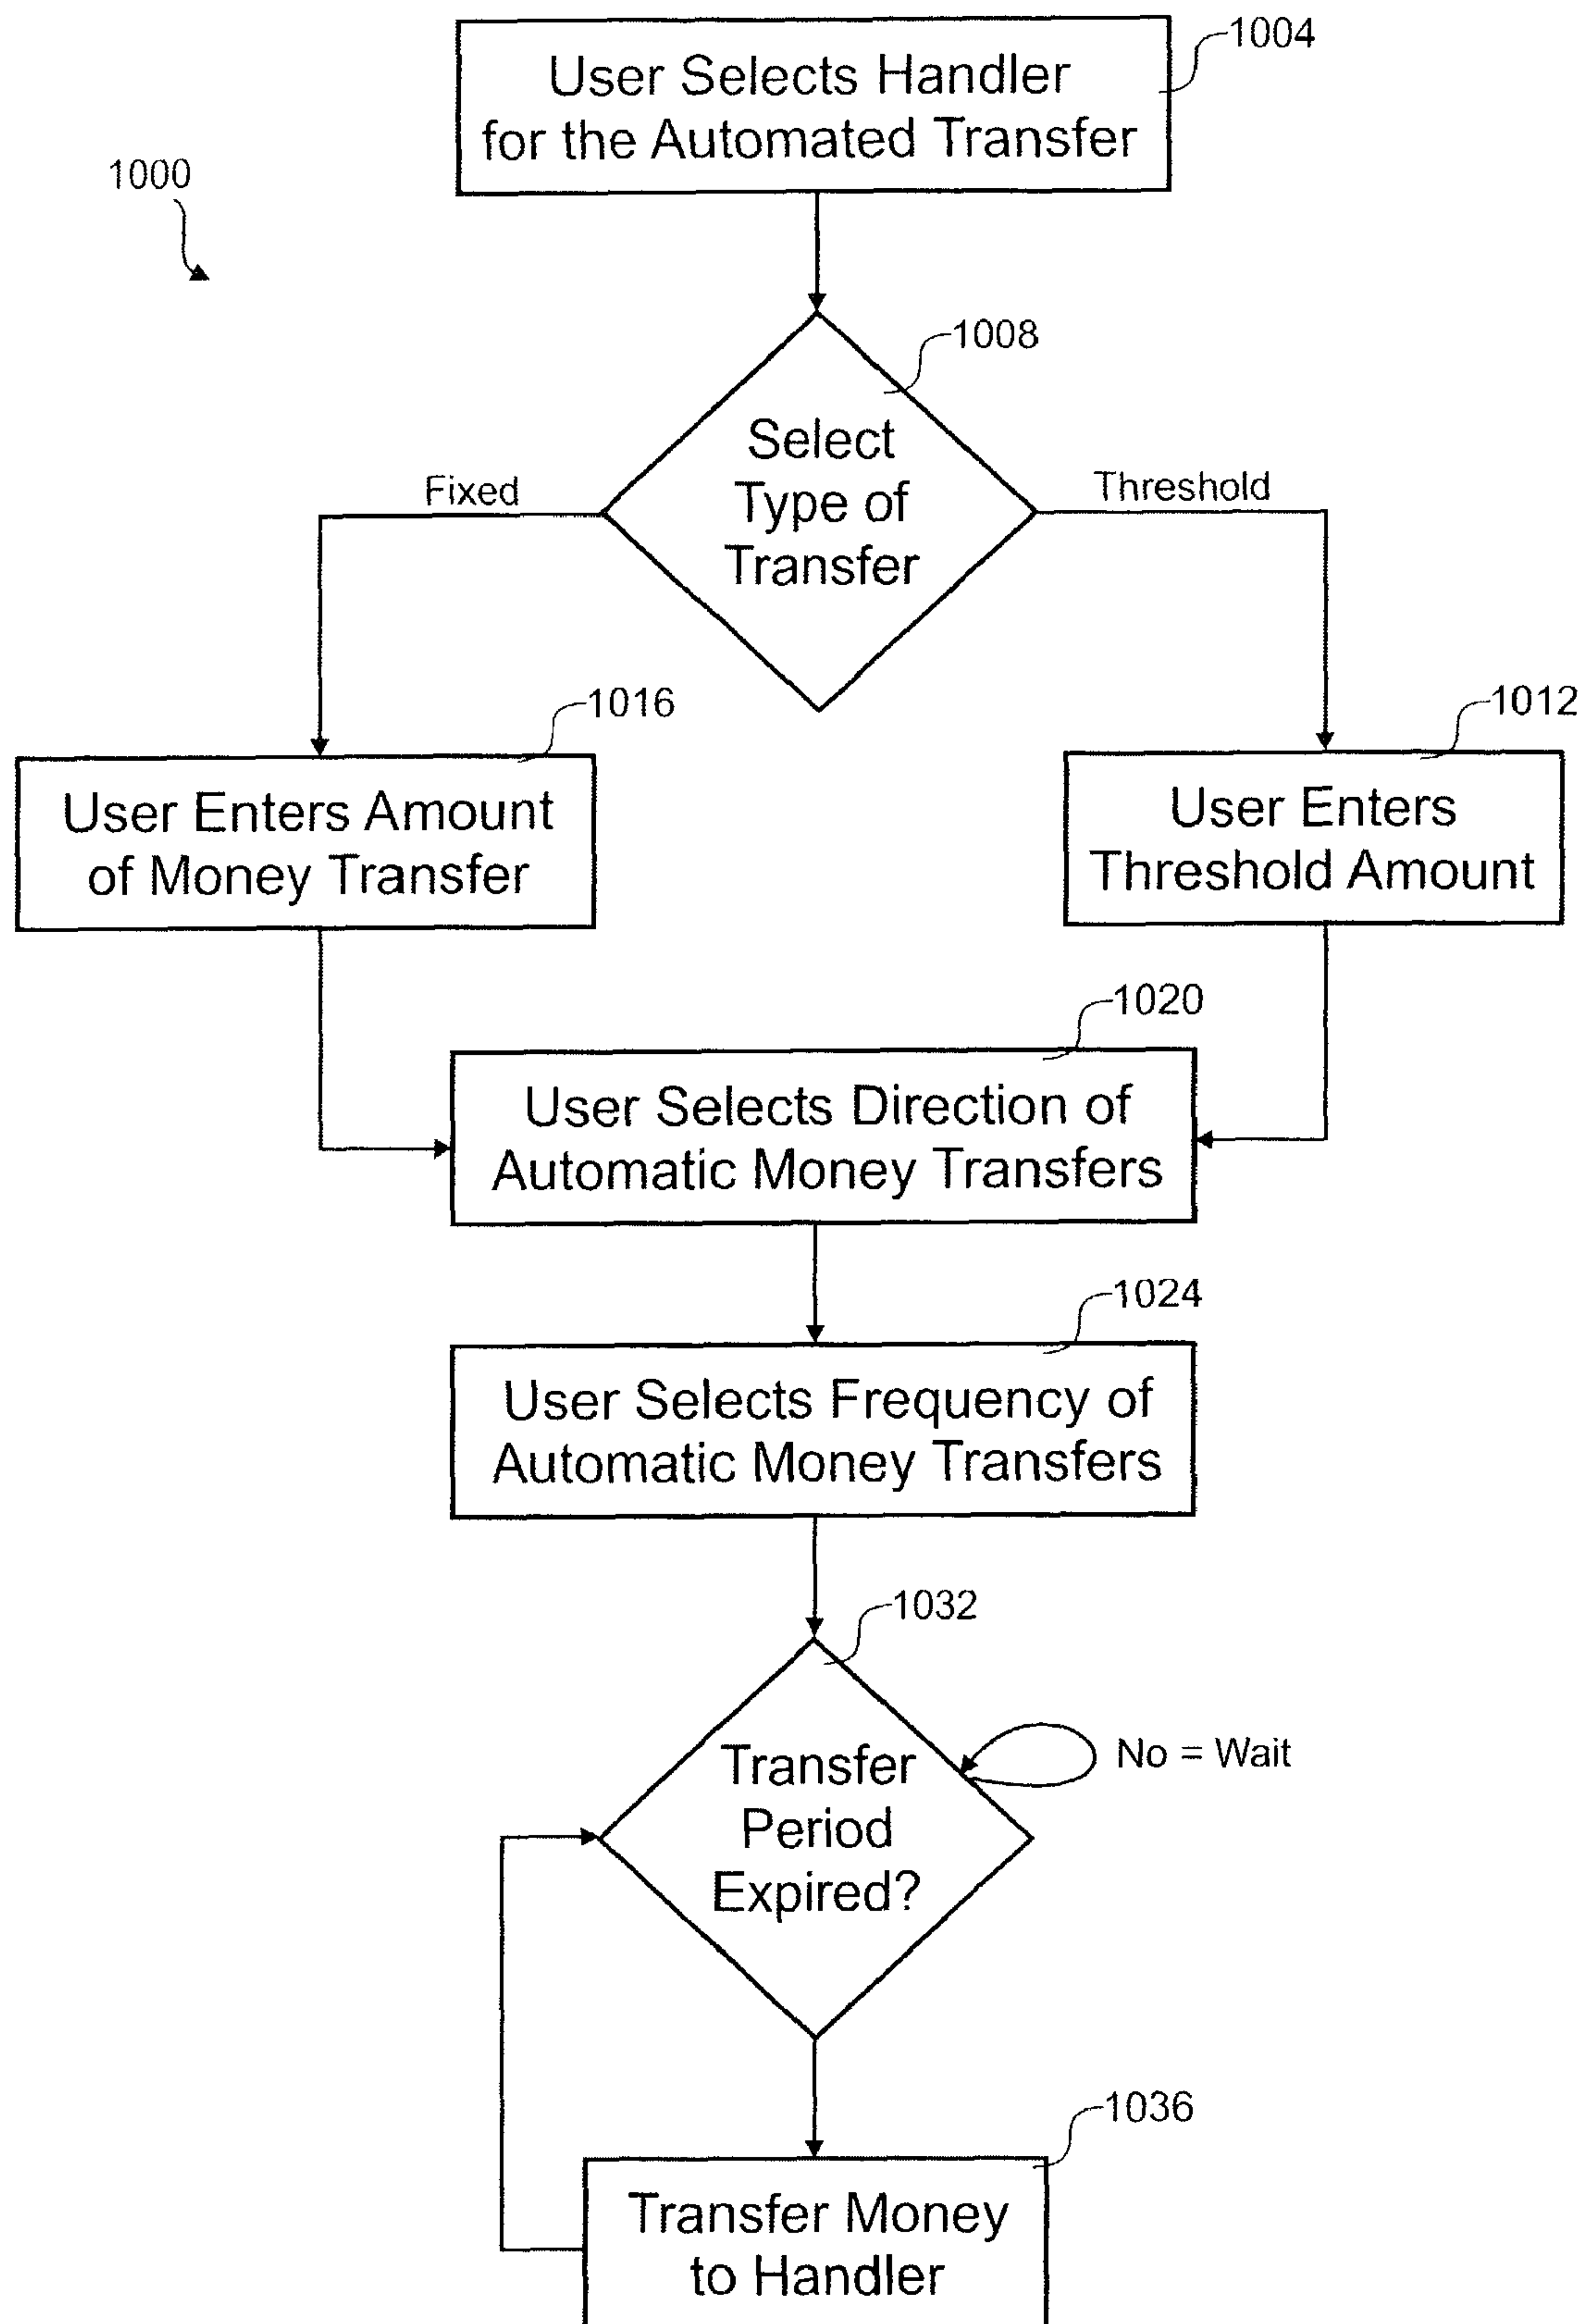 1004
User Selects Handler
for the Automated Transfer
1000
1008
Select
Type of
Transfer
Fixed
Threshold
1016
1012
User Enters Amount
of Money Transfer
User Enters
Threshold Amount
1020
User Selects Direction of
Automatic Money Transfers
1024
User Selects Frequency of
Automatic Money Transfers
1032
Transfer
Period
Expired?
No = Wait
1036
Transfer Money
to Handler